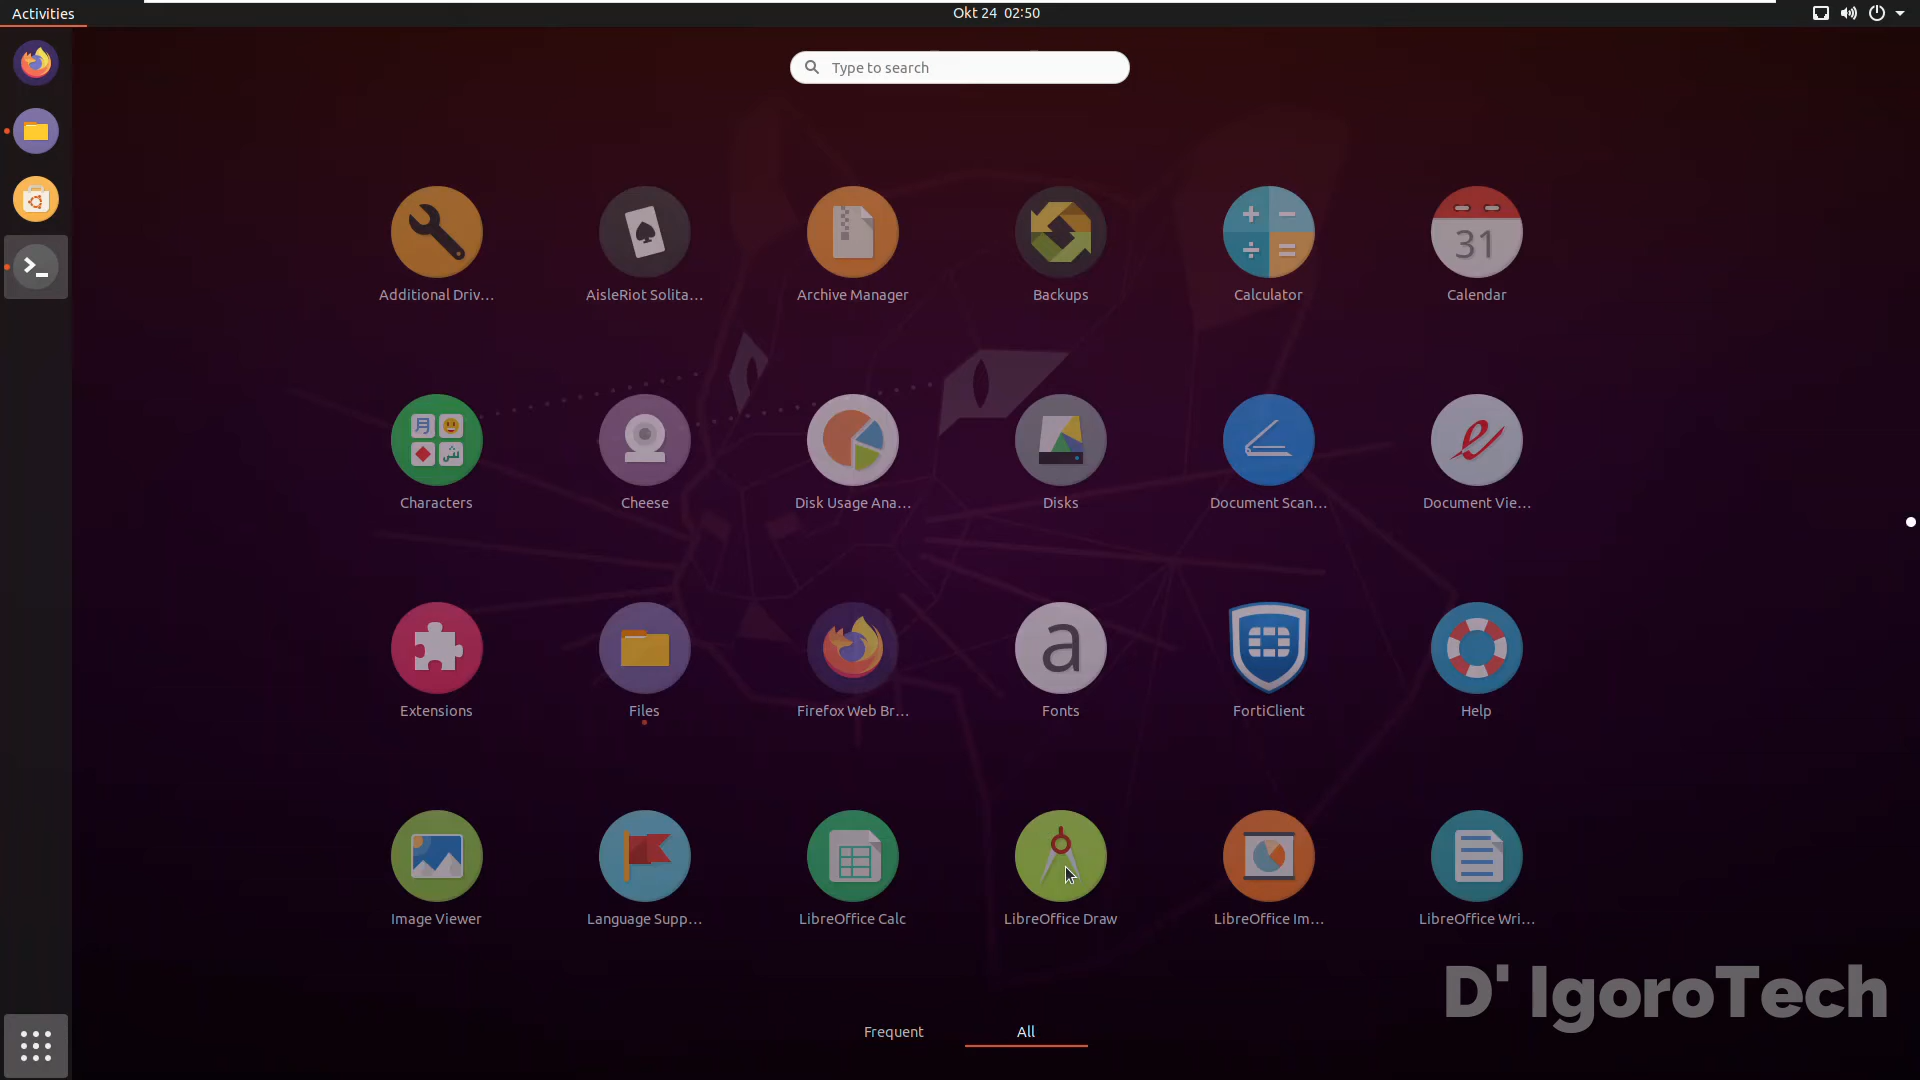 Activities
Okt 24 02:50
Type to search
Additional Driv...
AisleRiot Solita...
Archive Manager
Backups
Calculator
31
Calendar
月
ش
Characters
Cheese
Disk Usage Ana...
Disks
Document Scan...
e
Document Vie...
Extensions
Files
Firefox Web Br...
a
Fonts
FortiClient
Help
Image Viewer
Language Supp...
LibreOffice Calc
LibreOffice Draw
LibreOffice Im...
LibreOffice Wri...
D' IgoroTech
Frequent
All